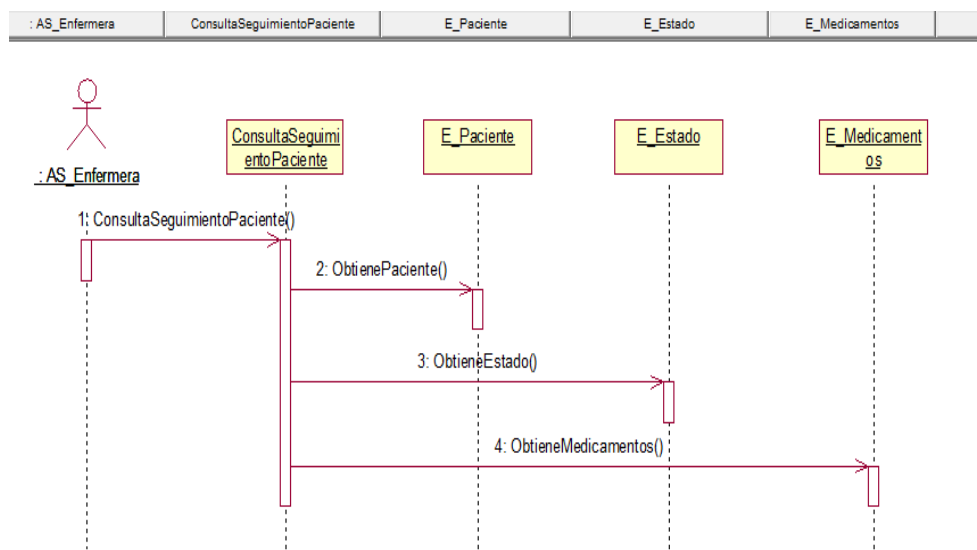 : AS_Enfermera
ConsultaSeguimientoPaciente
E_Paciente
E_Estado
E_Medicamentos
: AS_Enfermera
ConsultaSeguimi
entoPaciente
E_Paciente
E_Estado
E_Medicament
os
1: ConsultaSeguimientoPaciente()
2: ObtienePaciente()
3: ObtieneEstado()
4: ObtieneMedicamentos()